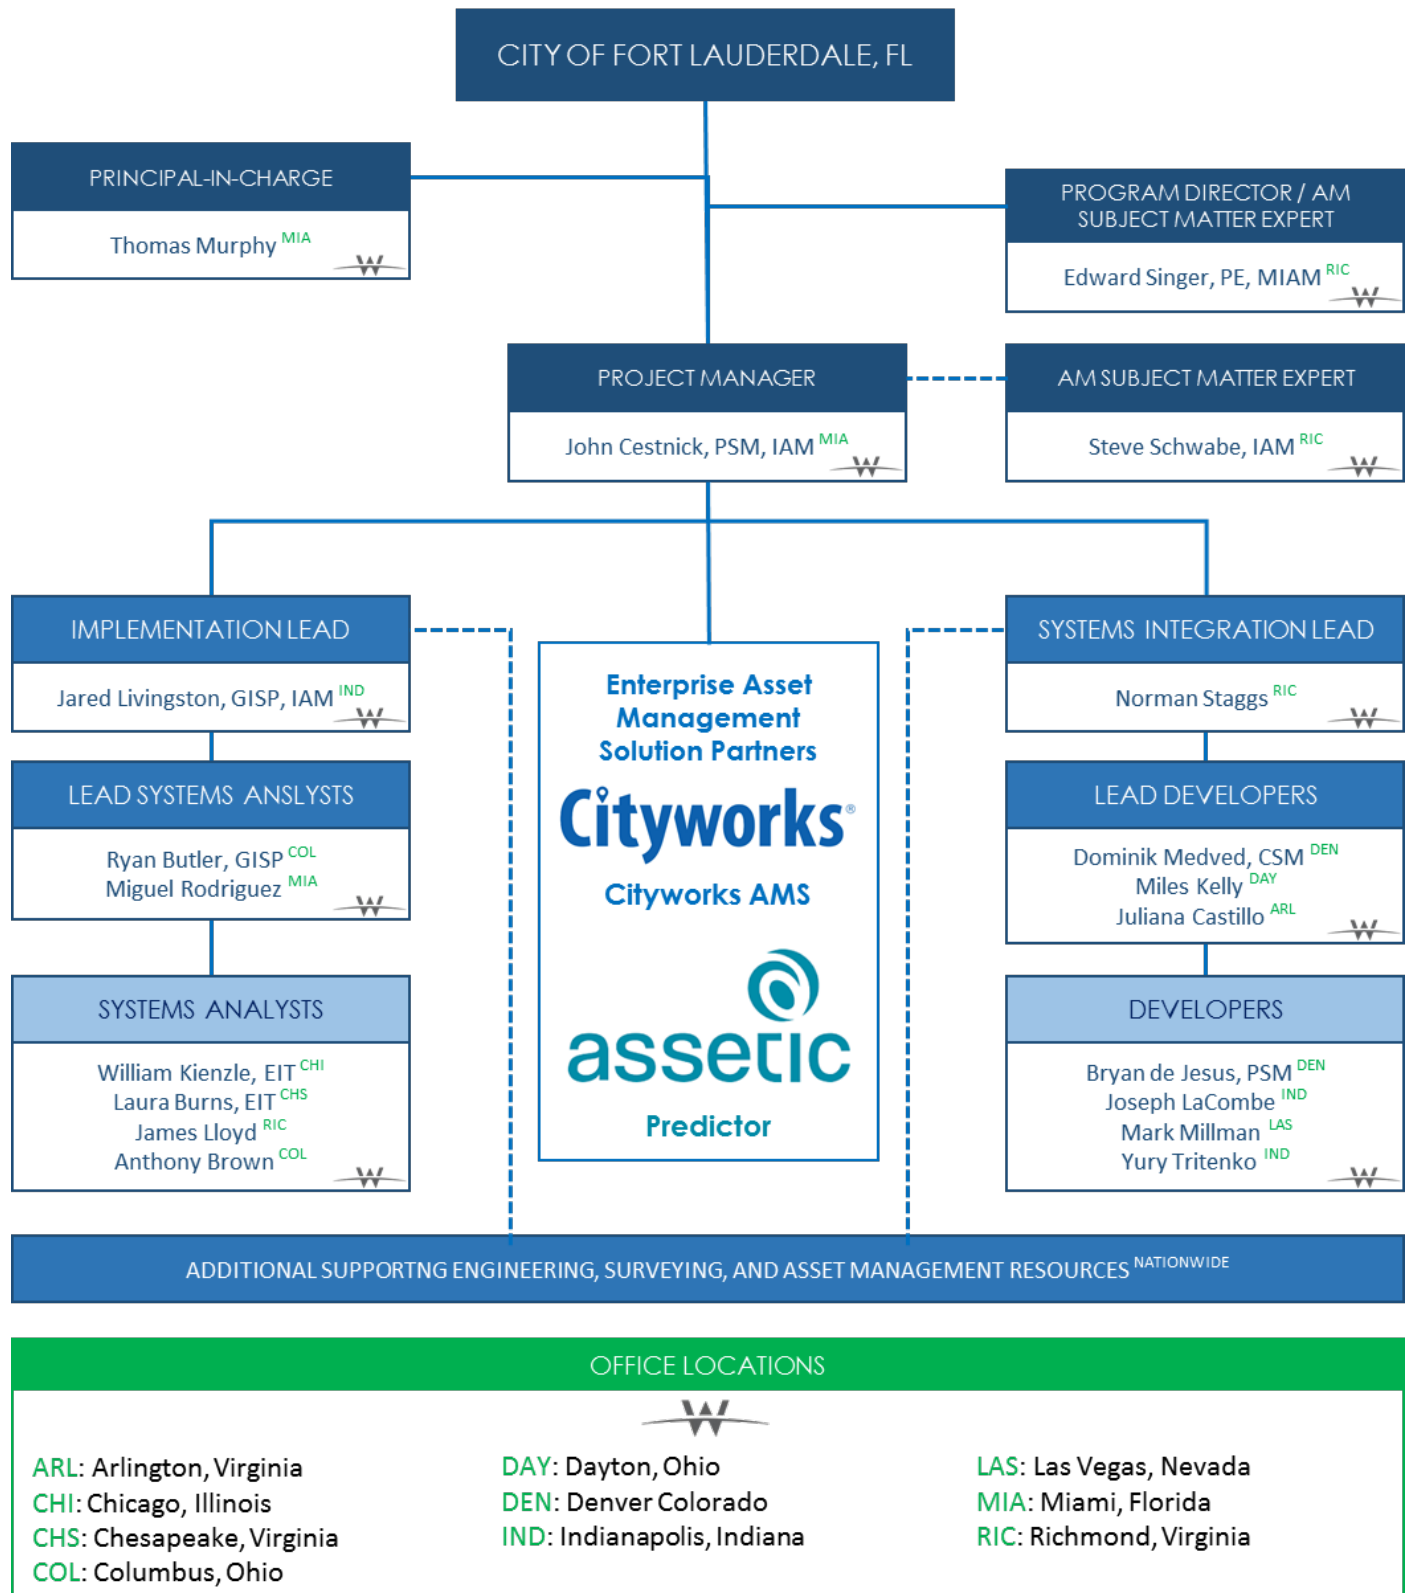 CITY OF FORT LAUDERDALE, FL
PRINCIPAL-IN-CHARGE
Thomas Murphy MIA
W
PROGRAM DIRECTOR / AM
SUBJECT MATTER EXPERT
Edward Singer, PE, MIAM RIC
W
PROJECT MANAGER
John Cestnick, PSM, IAM MIA
W
AM SUBJECT MATTER EXPERT
Steve Schwabe, IAM RIC
W
IMPLEMENTATION LEAD
Jared Livingston, GISP, IAM IND
W
LEAD SYSTEMS ANSLYSTS
Ryan Butler, GISP COL
Miguel Rodriguez MIA
W
SYSTEMS ANALYSTS
William Kienzle, EIT CHI
Laura Burns, EIT CHS
James Lloyd RIC
Anthony Brown COL
W
Enterprise Asset
Management
Solution Partners
Cityworks®
Cityworks AMS
assetic
Predictor
SYSTEMS INTEGRATION LEAD
Norman Staggs RIC
W
LEAD DEVELOPERS
Dominik Medved, CSM DEN
Miles Kelly DAY
Juliana Castillo ARL
W
DEVELOPERS
Bryan de Jesus, PSM DEN
Joseph LaCombe IND
Mark Millman LAS
Yury Tritenko IND
W
ADDITIONAL SUPPORTNG ENGINEERING, SURVEYING, AND ASSET MANAGEMENT RESOURCES NATIONWIDE
OFFICE LOCATIONS
W
ARL: Arlington, Virginia
CHI: Chicago, Illinois
CHS: Chesapeake, Virginia
COL: Columbus, Ohio
DAY: Dayton, Ohio
DEN: Denver Colorado
IND: Indianapolis, Indiana
LAS: Las Vegas, Nevada
MIA: Miami, Florida
RIC: Richmond, Virginia